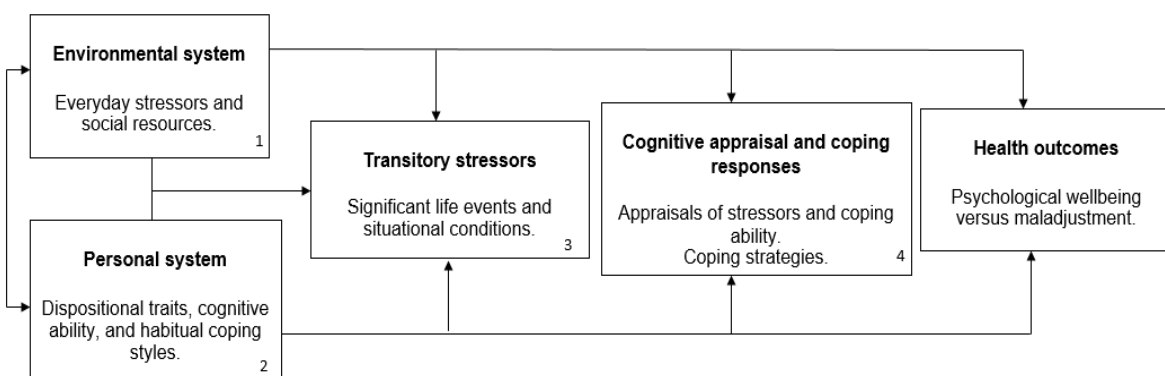 Environmental system
Everyday stressors and
social resources.
1
Personal system
Dispositional traits, cognitive
ability, and habitual coping
styles.
2
Transitory stressors
Significant life events and
situational conditions.
3
Cognitive appraisal and coping
responses
Appraisals of stressors and coping
ability.
Coping strategies.
4
Health outcomes
Psychological wellbeing
versus maladjustment.